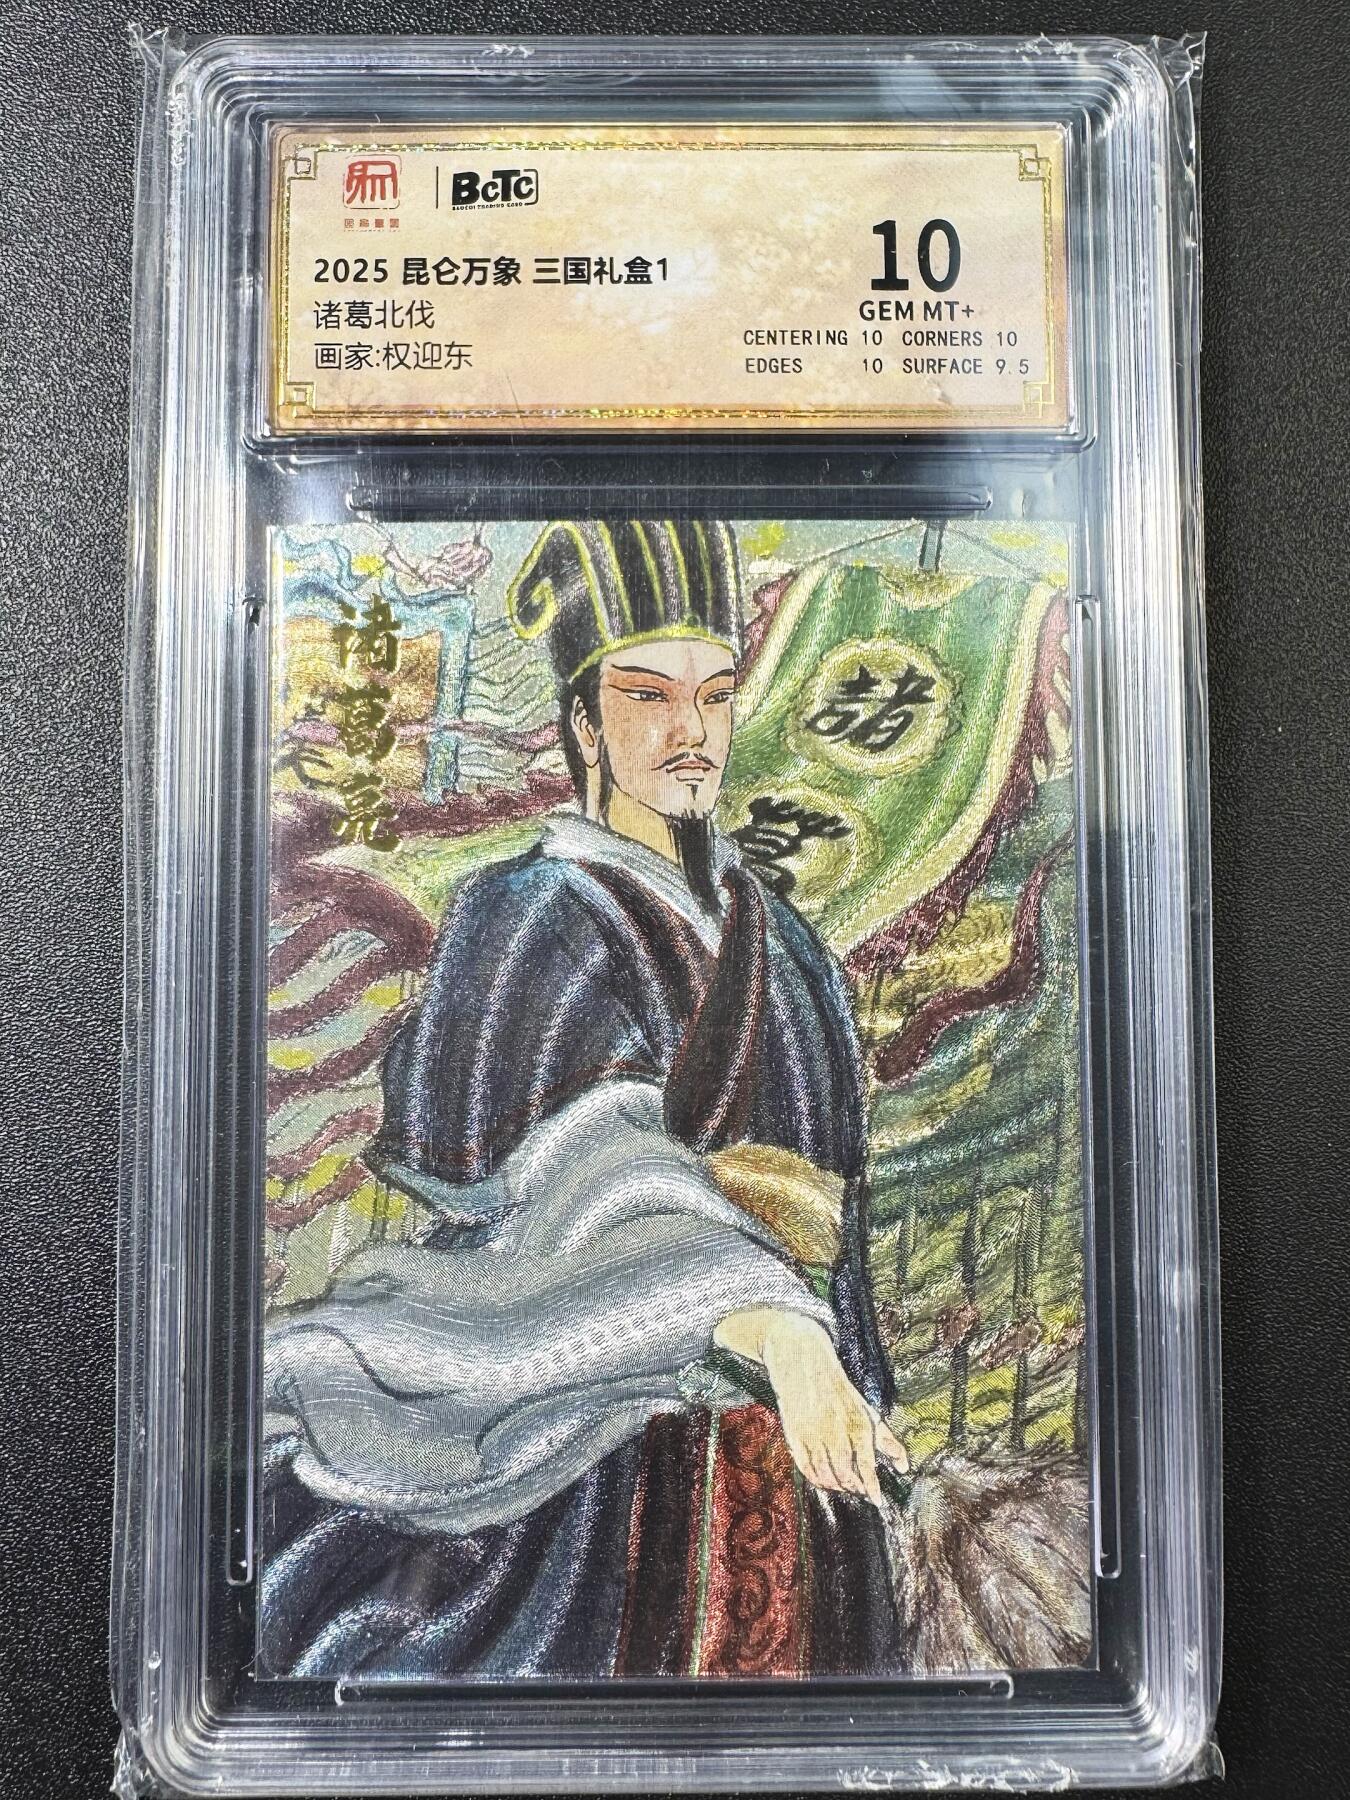 BCTC
2025 昆仑万象 三国礼盒1
诸葛北伐
画家:权迎东
10
GEM MT+
CENTERING 10 CORNERS 10
EDGES 10 SURFACE 9.5
诸葛亮
諸
葛